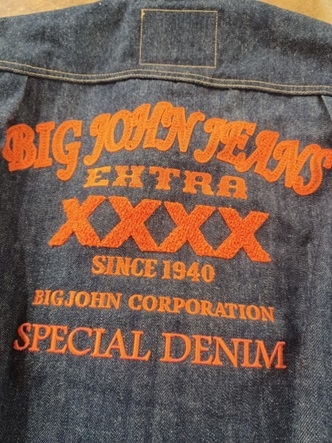 BIG JOHN JEANS
EXTRA
XXXX
SINCE 1940
BIGJOHN CORPORATION
SPECIAL DENIM